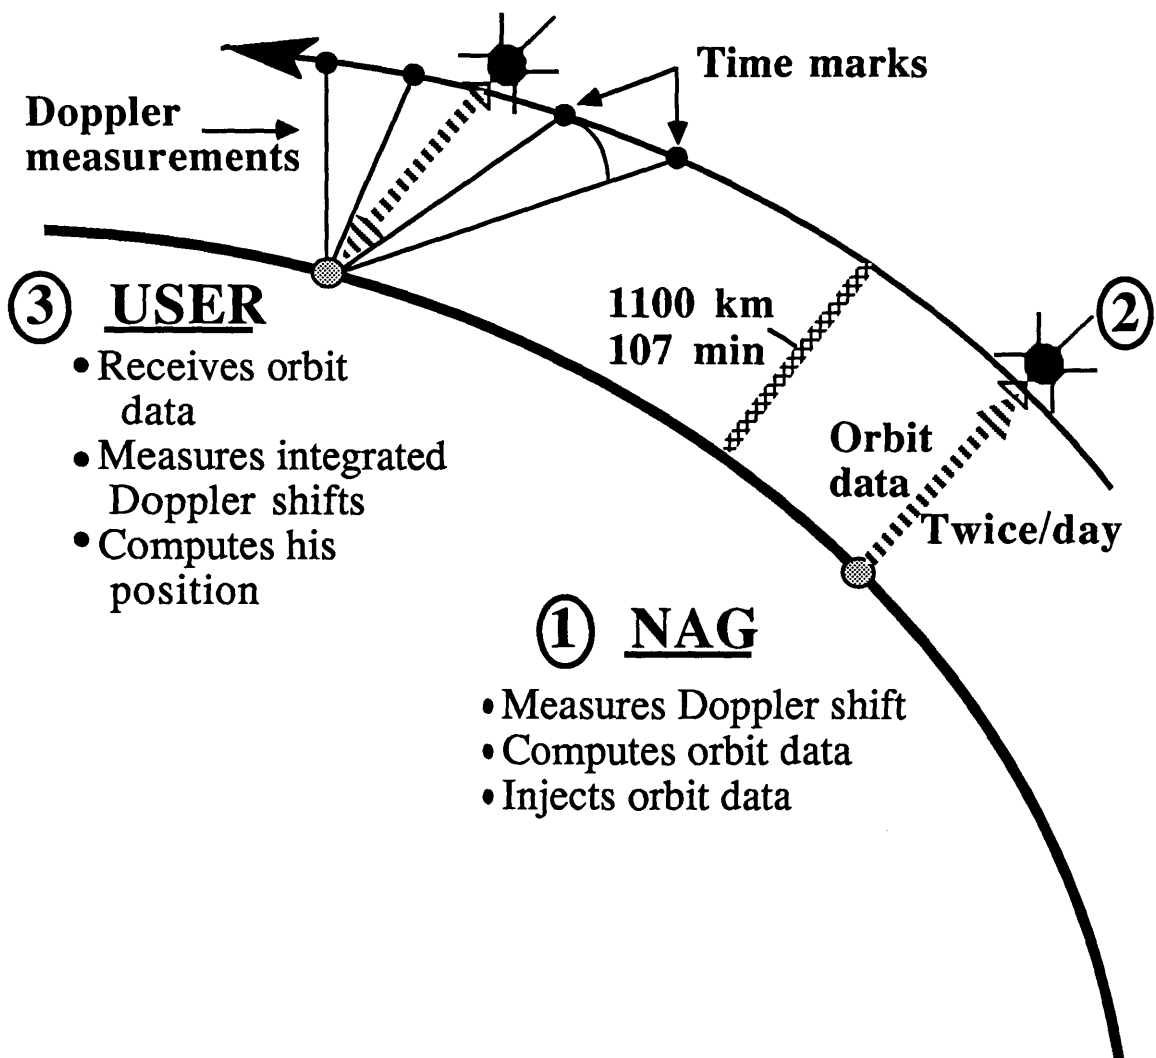 Time marks
Doppler
measurements
3 USER
• Receives orbit
data
• Measures integrated
Doppler shifts
• Computes his
position
1100 km
107 min
2
Orbit
data
Twice/day
1 NAG
• Measures Doppler shift
• Computes orbit data
• Injects orbit data